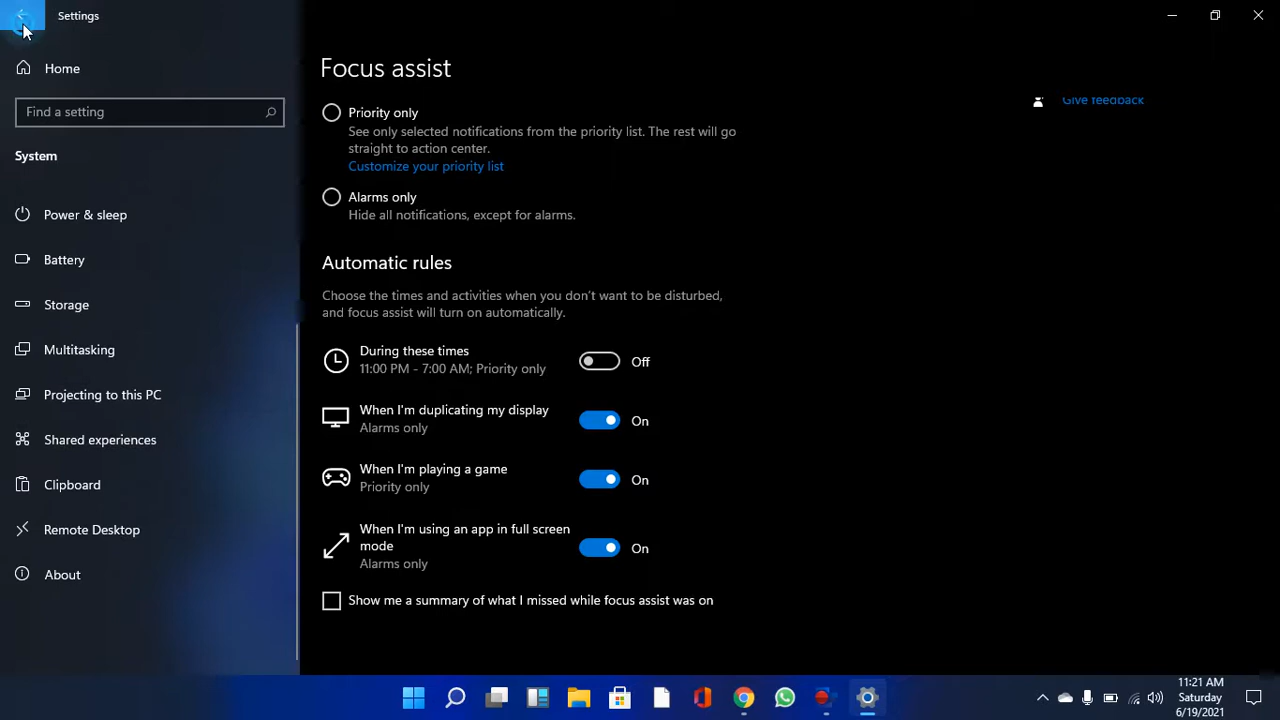 Settings
Home
Find a setting
System
Power & sleep
Battery
Storage
Multitasking
Projecting to this PC
Shared experiences
Clipboard
Remote Desktop
About
Focus assist
Priority only
See only selected notifications from the priority list. The rest will go
straight to action center.
Customize your priority list
Alarms only
Hide all notifications, except for alarms.
Automatic rules
Choose the times and activities when you don't want to be disturbed,
and focus assist will turn on automatically.
During these times
11:00 PM - 7:00 AM; Priority only
Off
When I'm duplicating my display
Alarms only
On
When I'm playing a game
Priority only
On
When I'm using an app in full screen
mode
Alarms only
On
Show me a summary of what I missed while focus assist was on
Give feedback
11:21 AM
Saturday
6/19/2021